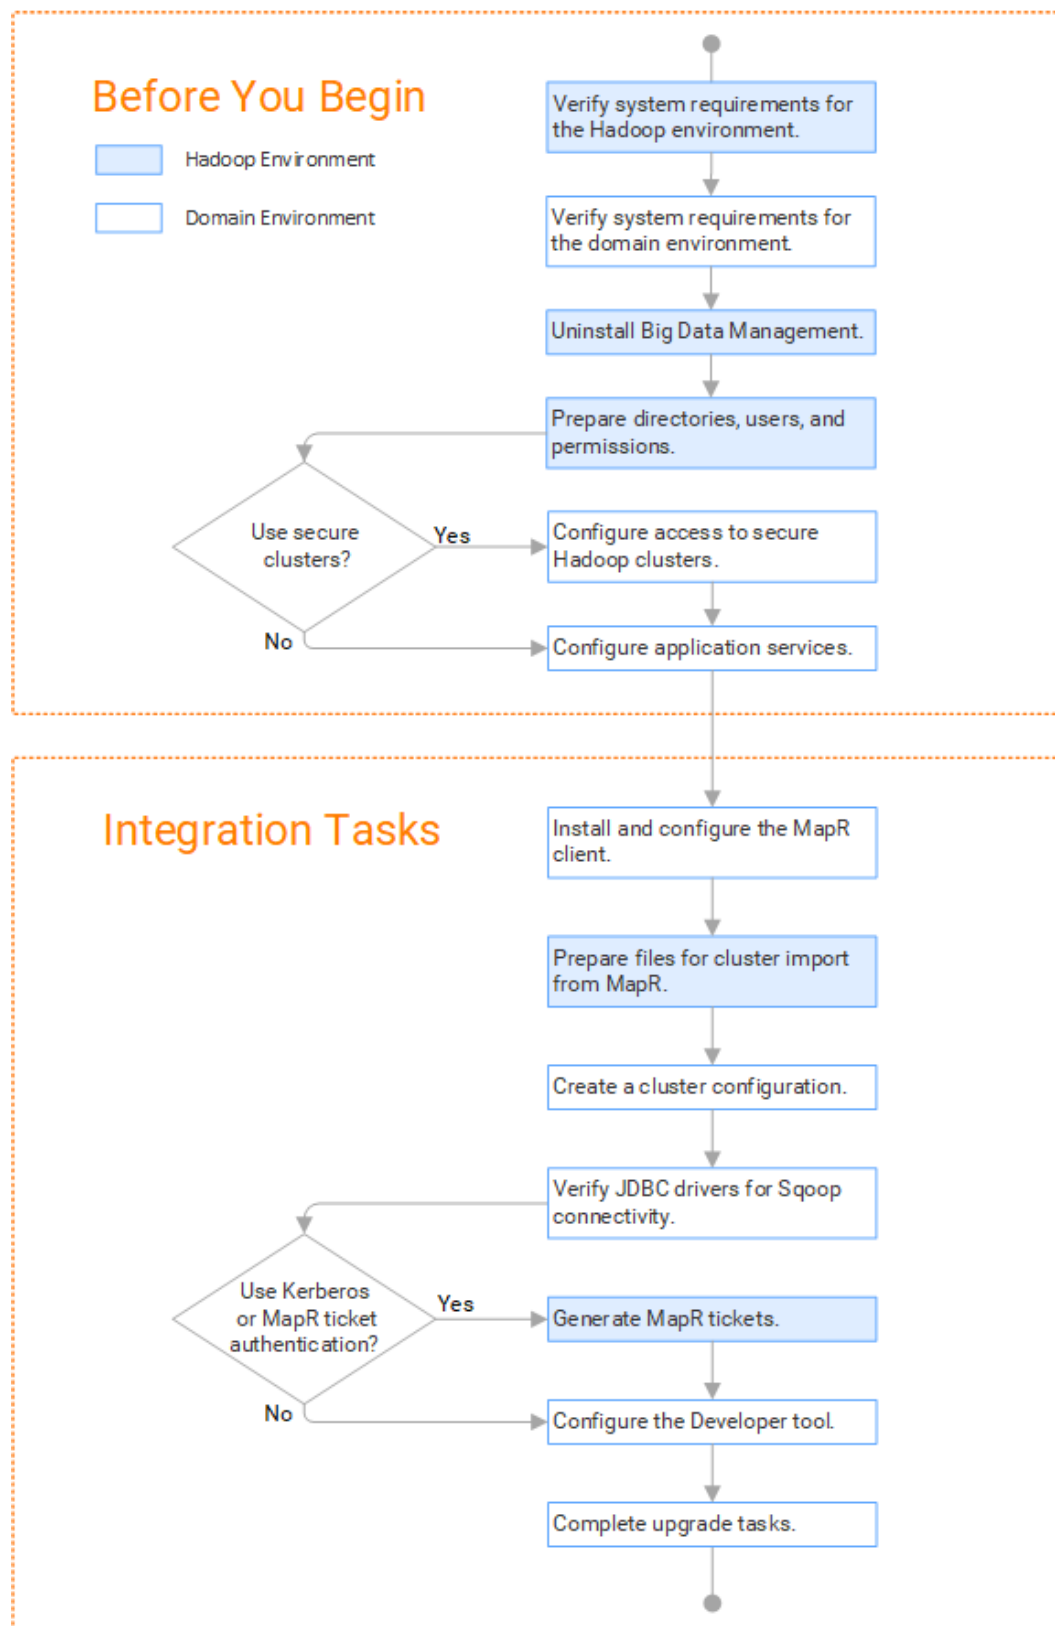 Before You Begin
Hadoop Environment
Domain Environment
Verify system requirements for
the Hadoop environment.
Verify system requirements for
the domain environment.
Uninstall Big Data Management.
Prepare directories, users, and
permissions.
Use secure
clusters?
Yes
Configure access to secure
Hadoop clusters.
No
Configure application services.
Integration Tasks
Install and configure the MapR
client.
Prepare files for cluster import
from MapR.
Create a cluster configuration.
Verify JDBC drivers for Sqoop
connectivity.
Use Kerberos
or MapR ticket
authentication?
Yes
Generate MapR tickets.
No
Configure the Developer tool.
Complete upgrade tasks.